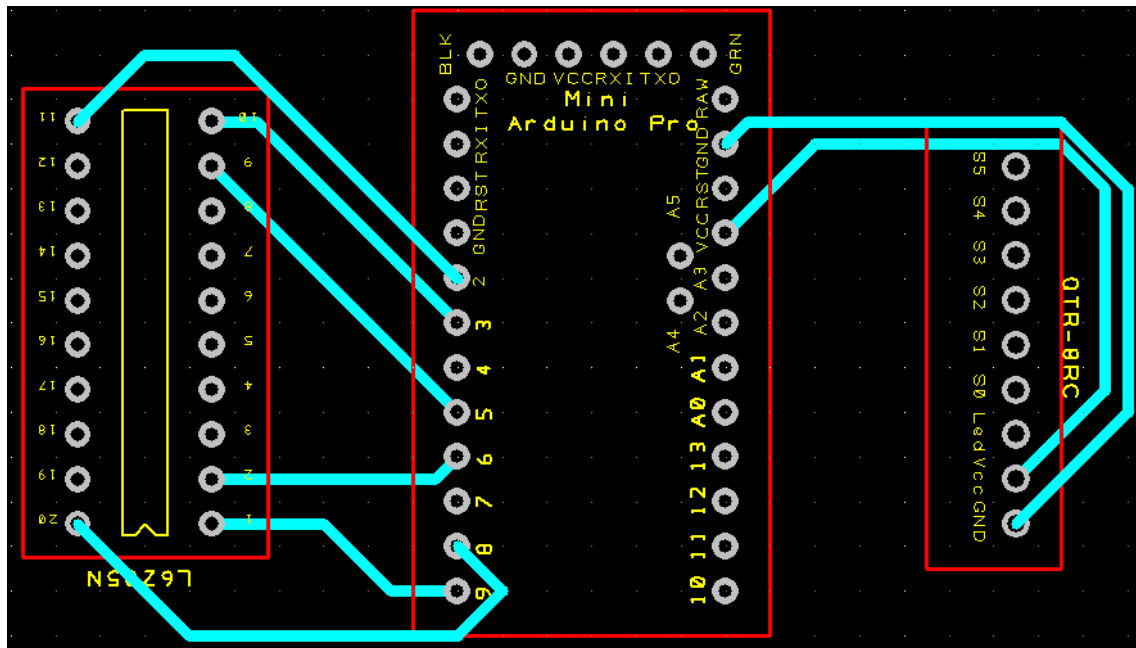 11
12
13
14
15
16
17
18
19
20
10
9
8
7
6
5
4
3
2
1
L6205N
BLK
GND VCC RXI TXO
GRN
Mini
Arduino Pro
TXO
RXI
RST
GND
2
3
4
5
6
7
8
9
RAW
GND
RST
VCC
A3
A2
A1
A0
13
12
11
10
A5
A4
S5
S4
S3
S2
S1
S0
Led
Vcc
GND
QTR-8RC